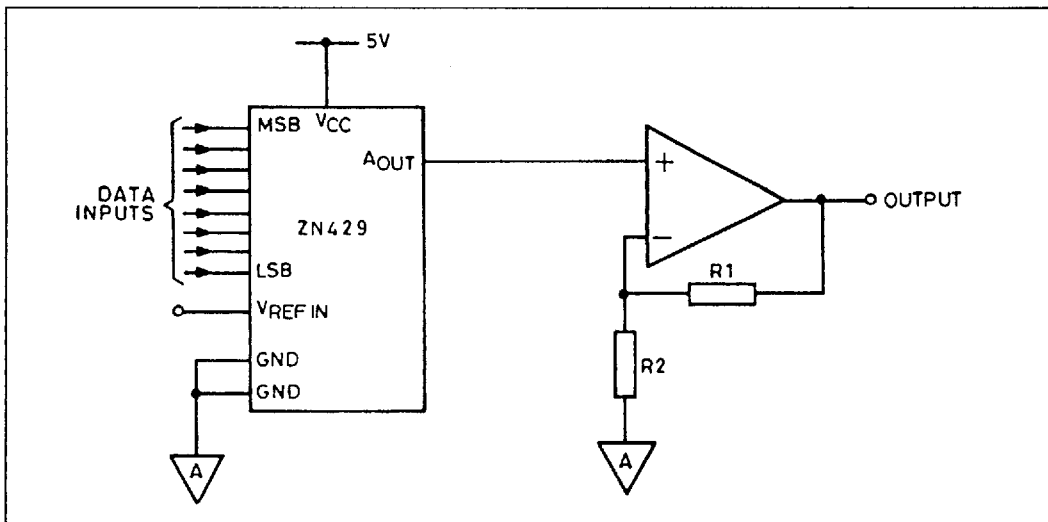 5V
MSB
VCC
AOUT
DATA
INPUTS
ZN429
LSB
VREF IN
GND
GND
A
+
−
OUTPUT
R1
R2
A